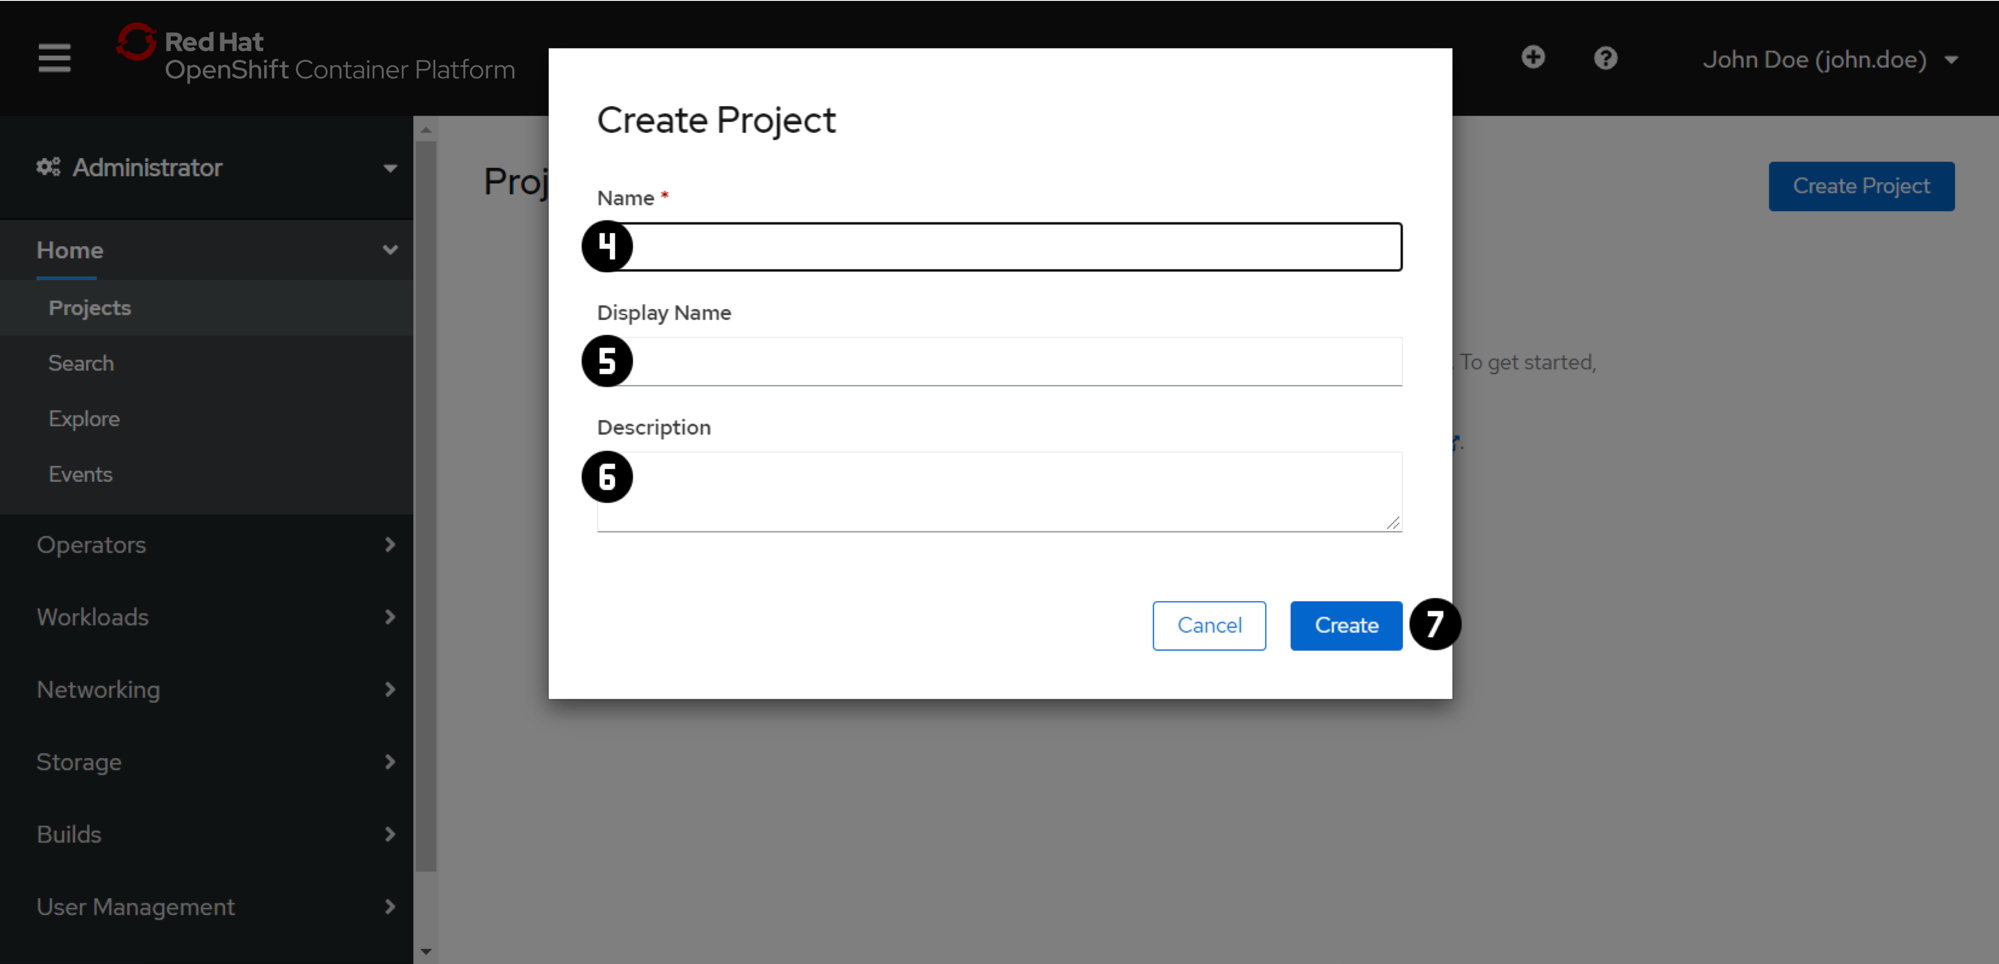 Red Hat
OpenShift Container Platform
John Doe (john.doe)
Administrator
Home
Projects
Search
Explore
Events
Operators
Workloads
Networking
Storage
Builds
User Management
Proj
Create Project
To get started,
Create Project
Name *
4
Display Name
5
Description
6
Cancel
Create
7